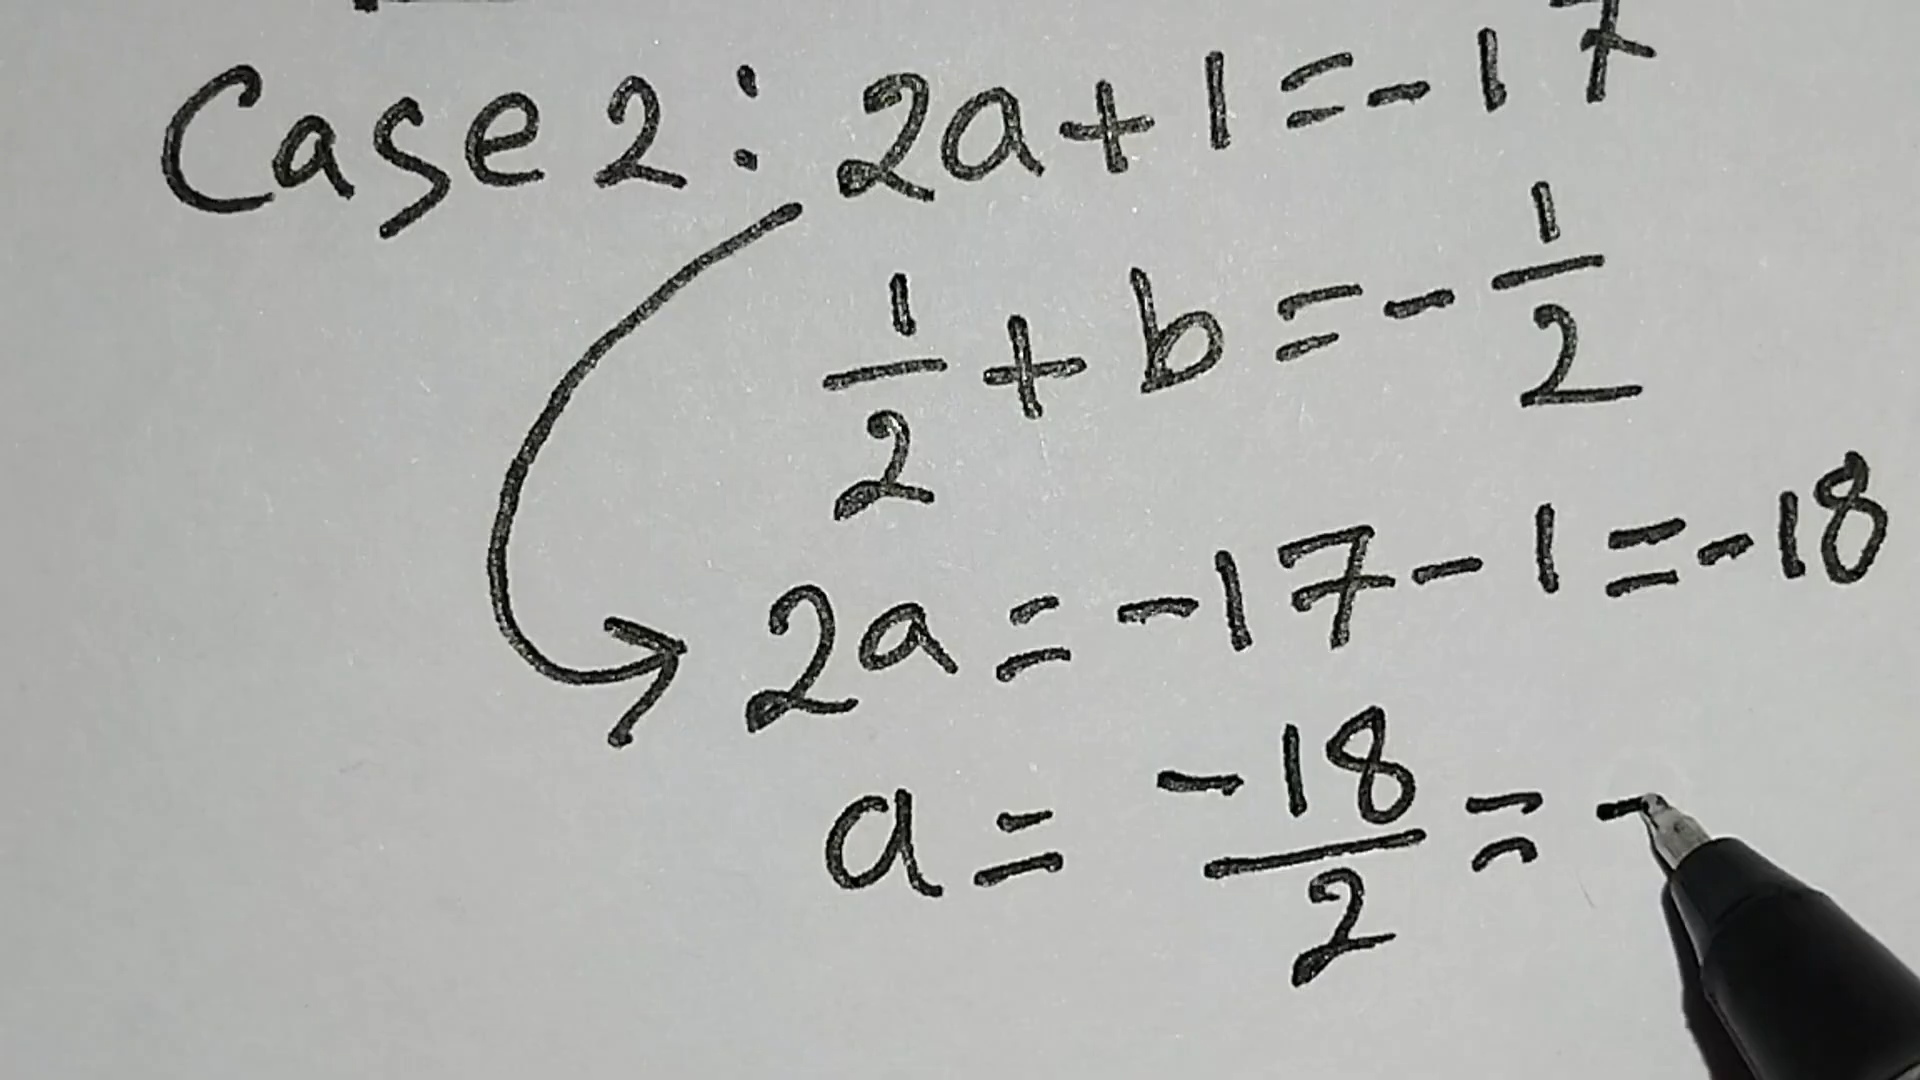 Case 2: 2a+1=-17
1/2 + b = -1/2
2a = -17-1 = -18
a = -18/2 = -